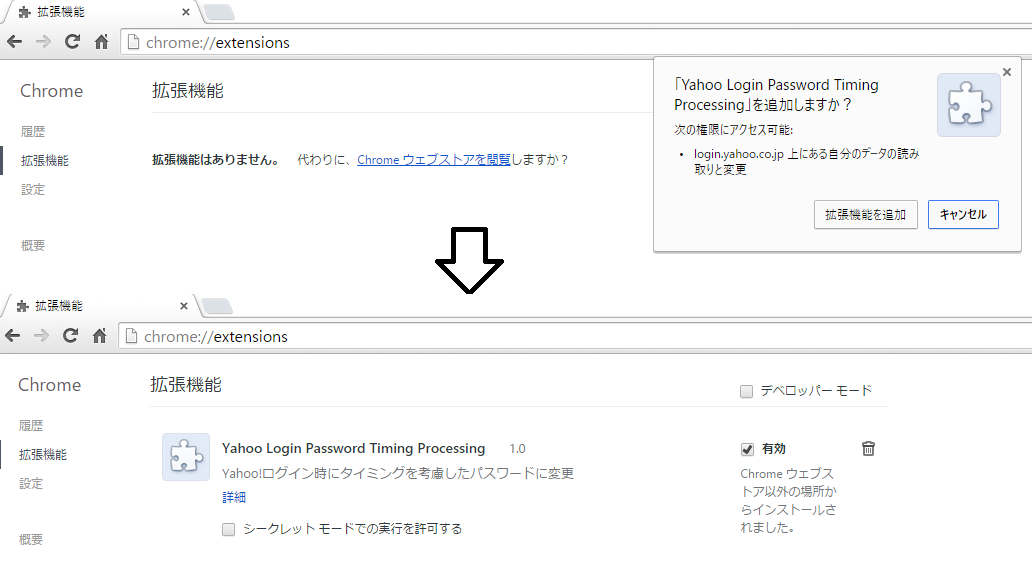 拡張機能
chrome://extensions
Chrome
拡張機能
履歴
拡張機能
設定
概要
拡張機能はありません。 代わりに、Chrome ウェブストアを閲覧しますか？
「Yahoo Login Password Timing
Processing」を追加しますか？
次の権限にアクセス可能:
• login.yahoo.co.jp 上にある自分のデータの読み
取りと変更
拡張機能を追加
キャンセル
拡張機能
chrome://extensions
Chrome
拡張機能
デベロッパー モード
履歴
拡張機能
設定
概要
Yahoo Login Password Timing Processing 1.0
Yahoo!ログイン時にタイミングを考慮したパスワードに変更
詳細
シークレット モードでの実行を許可する
有効
Chrome ウェブス
トア以外の場所か
らインストールさ
れました。